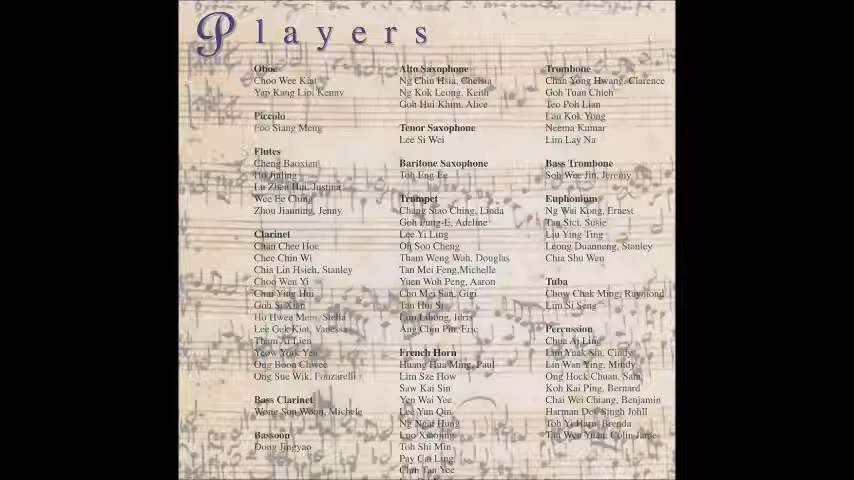 Players
Oboe
Choo Wee Kiat
Yap Kang Lip, Kenny
Piccolo
Foo Siang Meng
Flutes
Cheng Baoxian
Ho Jinling
Lu Zhen Hui, Justina
Wee Ee Ching
Zhou Jianning, Jenny
Clarinet
Chan Chee Hoe
Chee Chin Wi
Chia Lin Hsieh, Stanley
Choo Wen Yi
Chui Ying Hui
Goh Si Xian
Ho Hwee Mem, Stella
Lee Gek Kiat, Vanessa
Tham Ai Lien
Yeow York Yen
Ong Boon Chwee
Ong Sue Wik, Fonzarelli
Bass Clarinet
Wong Son Woon, Michele
Bassoon
Dong Jingyao
Alto Saxophone
Ng Chiu Hsia, Chelsia
Ng Kok Leong, Keith
Goh Hui Khim, Alice
Tenor Saxophone
Lee Si Wei
Baritone Saxophone
Toh Eng Ee
Trumpet
Chang Siao Ching, Linda
Goh Pung-E, Adeline
Lee Yi Ling
Oh Soo Cheng
Tham Weng Wah, Douglas
Tan Mei Feng,Michelle
Yuen Woh Peng, Aaron
Cho Mei San, Gigi
Tan Hui Si
Lim Lihong, Idris
Ang Chin Pin, Eric
French Horn
Huang Hua Ming, Paul
Lim Sze How
Saw Kai Sin
Yen Wai Yee
Lee Yun Qin
Ng Ngai Hung
Luo Xiaojing
Toh Shi Min
Pay Cai Ling
Chin Tan Yee
Trombone
Chan Yong Hwang, Clarence
Goh Tuan Chieh
Teo Poh Lian
Lau Kok Yong
Neema Kumar
Lim Lay Na
Bass Trombone
Soh Wee Jin, Jeremy
Euphonium
Ng Wai Kong, Ernest
Tan Sici, Susie
Liu Ying Ting
Leong Duanneng, Stanley
Chia Shu Wen
Tuba
Chow Chak Ming, Raymond
Lim Si Seng
Percussion
Chua Ai Ling
Lim Yuak Sin, Cindy
Lin Wan Ying, Mindy
Ong Hock Chuan, Sam
Koh Kai Ping, Bernard
Chai Wei Chiang, Benjamin
Harman Dev Singh Johll
Toh Yi Harn, Brenda
Tan Wen Yuan, Colin Jame